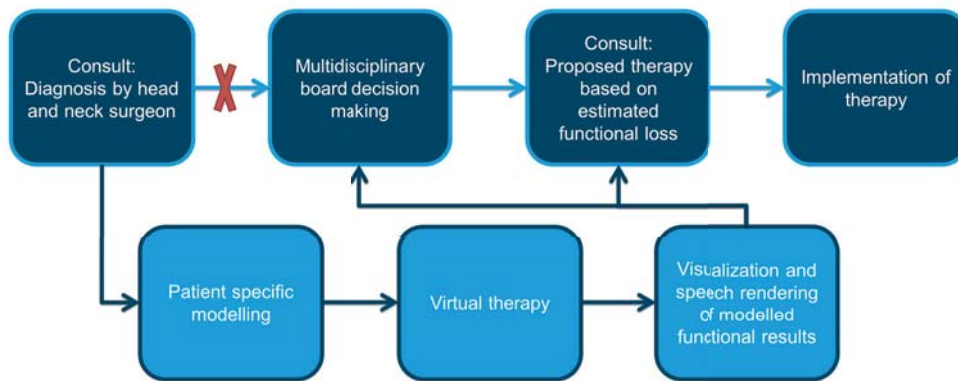 Consult:
Diagnosis by head
and neck surgeon
Multidisciplinary
board decision
making
Consult:
Proposed therapy
based on
estimated
functional loss
Implementation of
therapy
Patient specific
modelling
Virtual therapy
Visualization and
speech rendering
of modelled
functional results